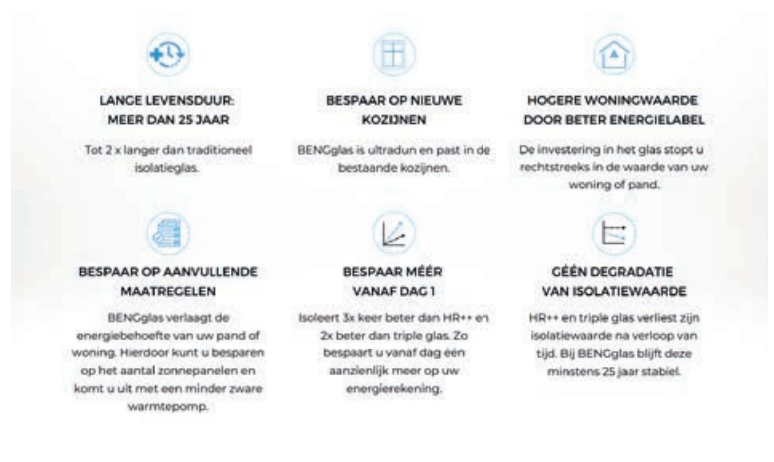 LANGE LEVENSDUUR:
MEER DAN 25 JAAR
Tot 2 x langer dan traditioneel
isolatieglas.
BESPAAR OP NIEUWE
KOZIJNEN
BENGglas is ultradun en past in de
bestaande kozijnen.
HOGERE WONINGWAARDE
DOOR BETER ENERGIELABEL
De investering in het glas stopt u
rechtstreeks in de waarde van uw
woning of pand.
BESPAAR OP AANVULLENDE
MAATREGELEN
BENGglas verlaagt de
energiebehoefte van uw pand of
woning. Hierdoor kunt u besparen
op het aantal zonnepanelen en
komt u uit met een minder zware
warmtepomp.
BESPAAR MÉÉR
VANAF DAG 1
Isoleert 3x keer beter dan HR++ en
2x beter dan triple glas. Zo
bespaart u vanaf dag één
aanzienlijk meer op uw
energierekening.
GÉÉN DEGRADATIE
VAN ISOLATIEWAARDE
HR++ en triple glas verliest zijn
isolatiewaarde na verloop van
tijd. Bij BENGglas blijft deze
minstens 25 jaar stabiel.